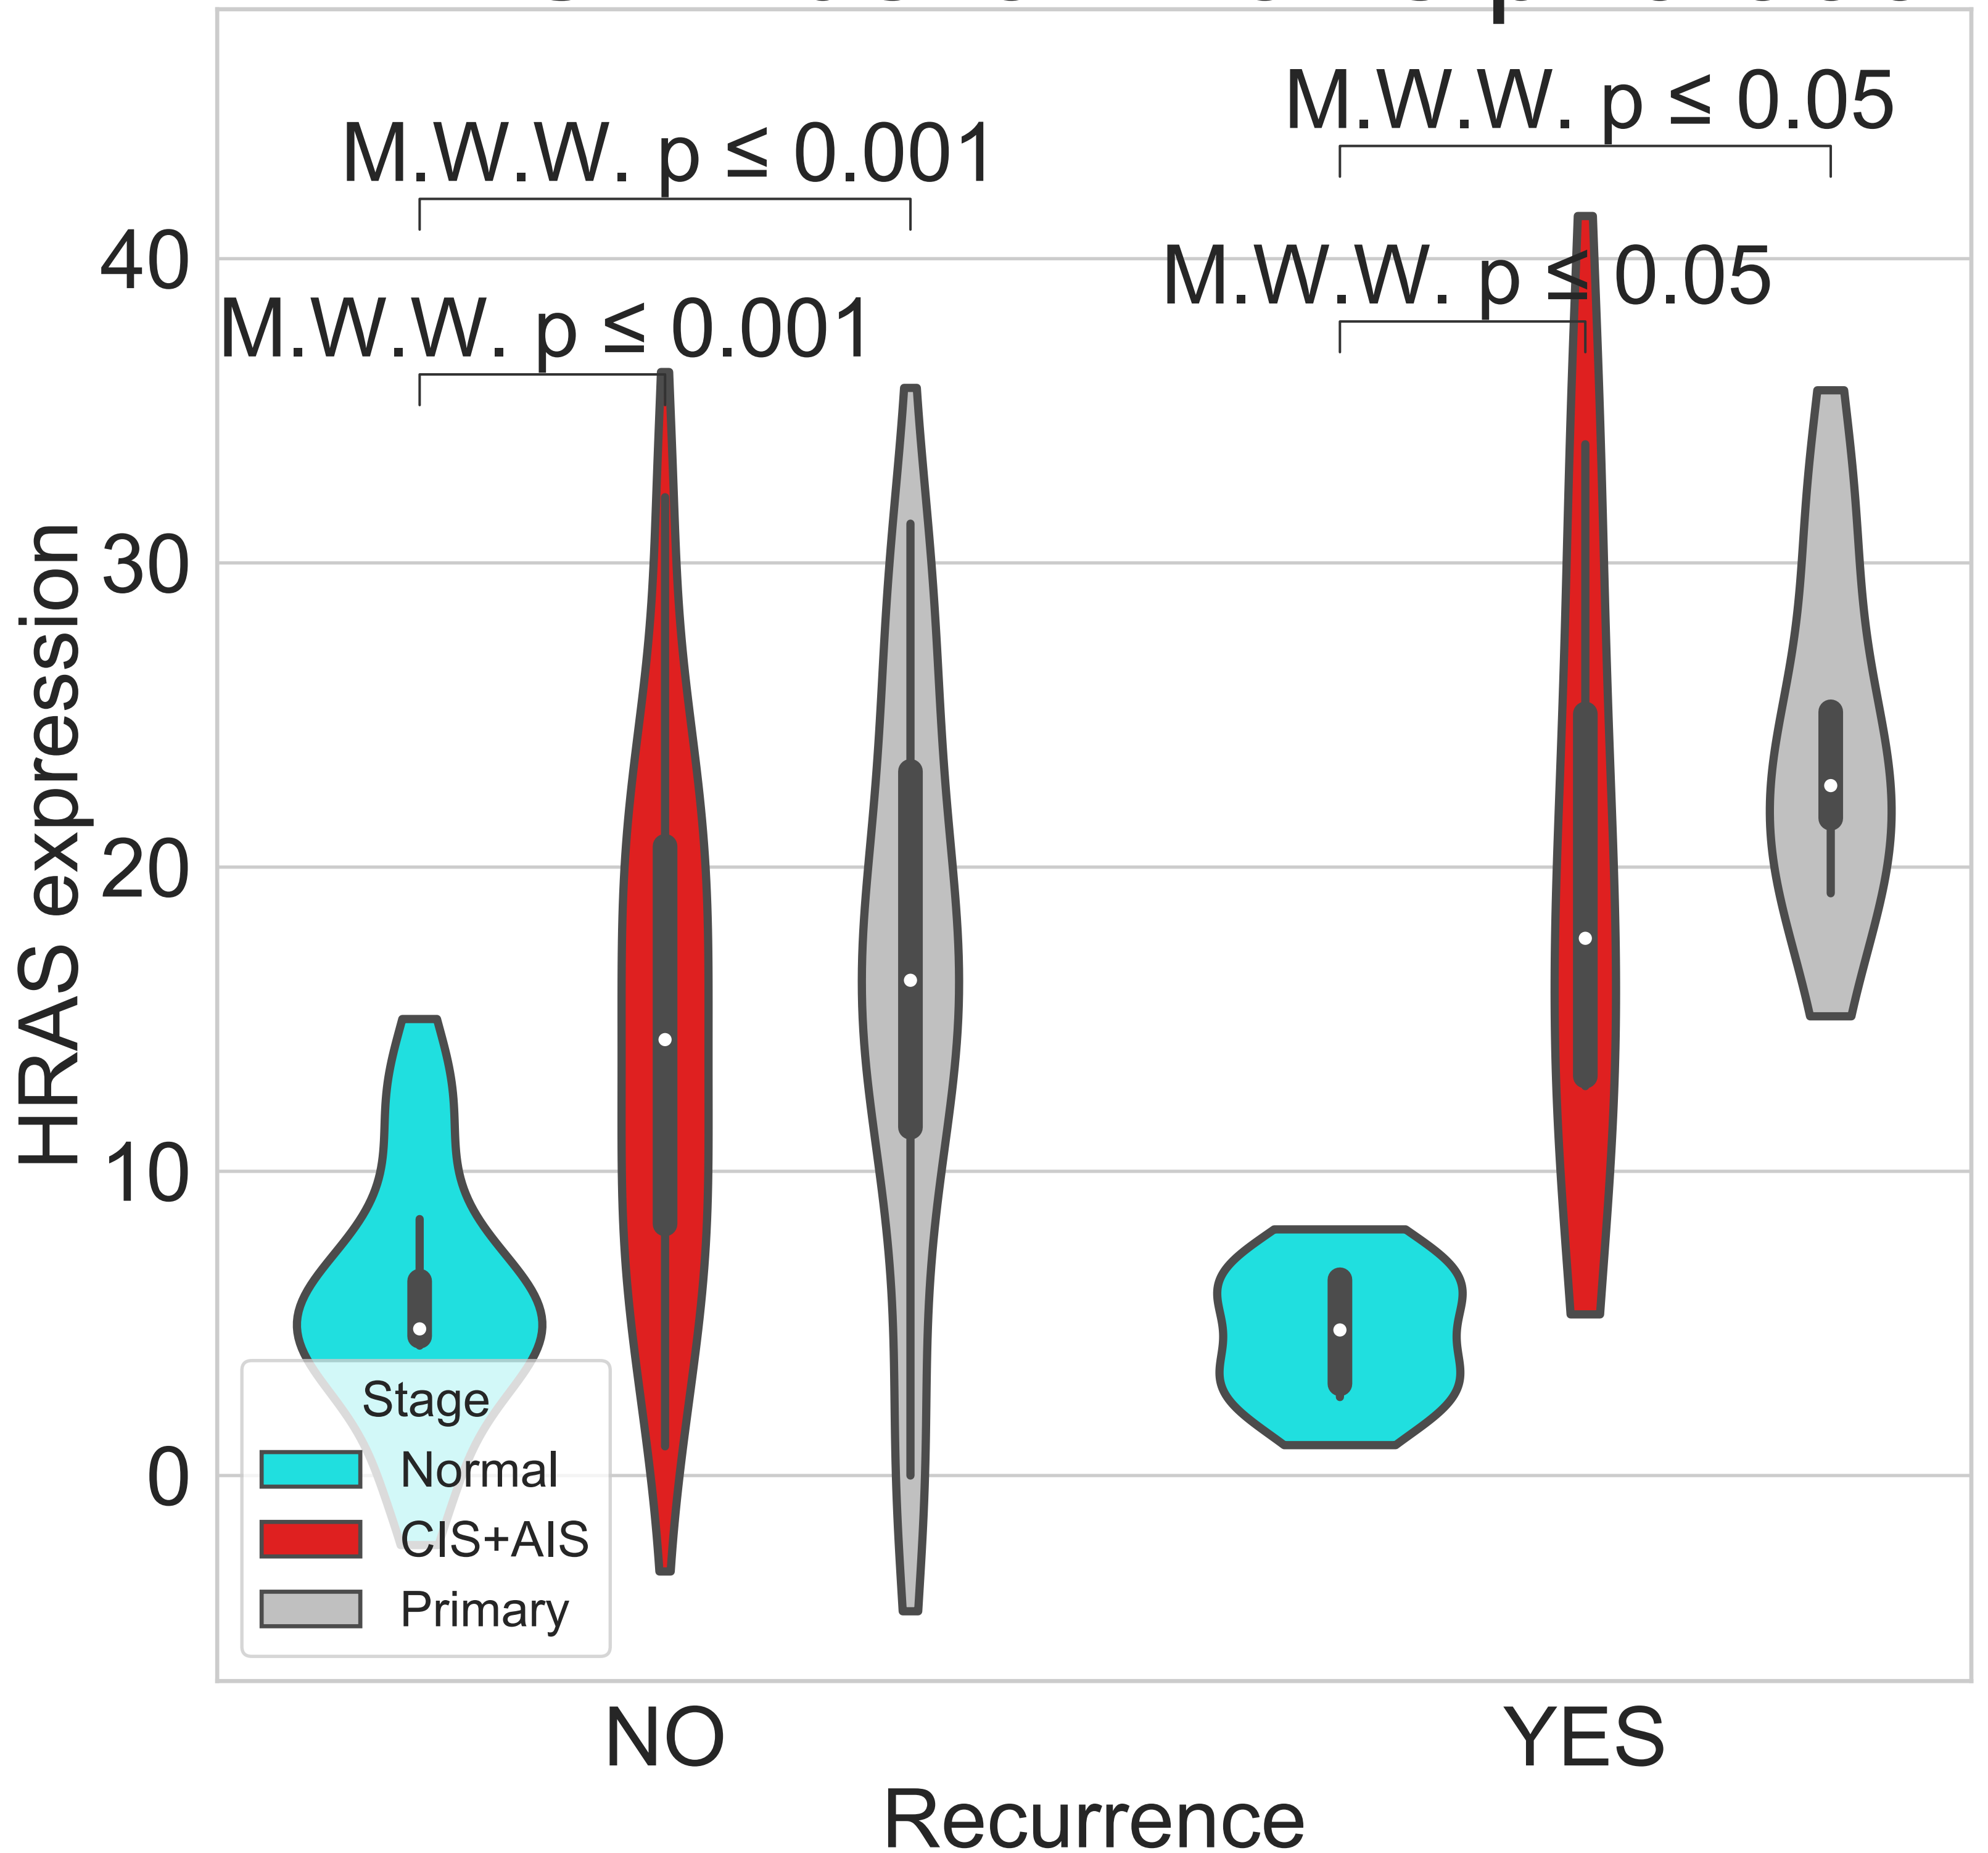 M.W.W. p ≤ 0.05
M.W.W. p ≤ 0.001
M.W.W. p ≤ 0.05
M.W.W. p ≤ 0.001
HRAS expression
40
30
20
10
0
Stage
Normal
CIS+AIS
Primary
NO
YES
Recurrence